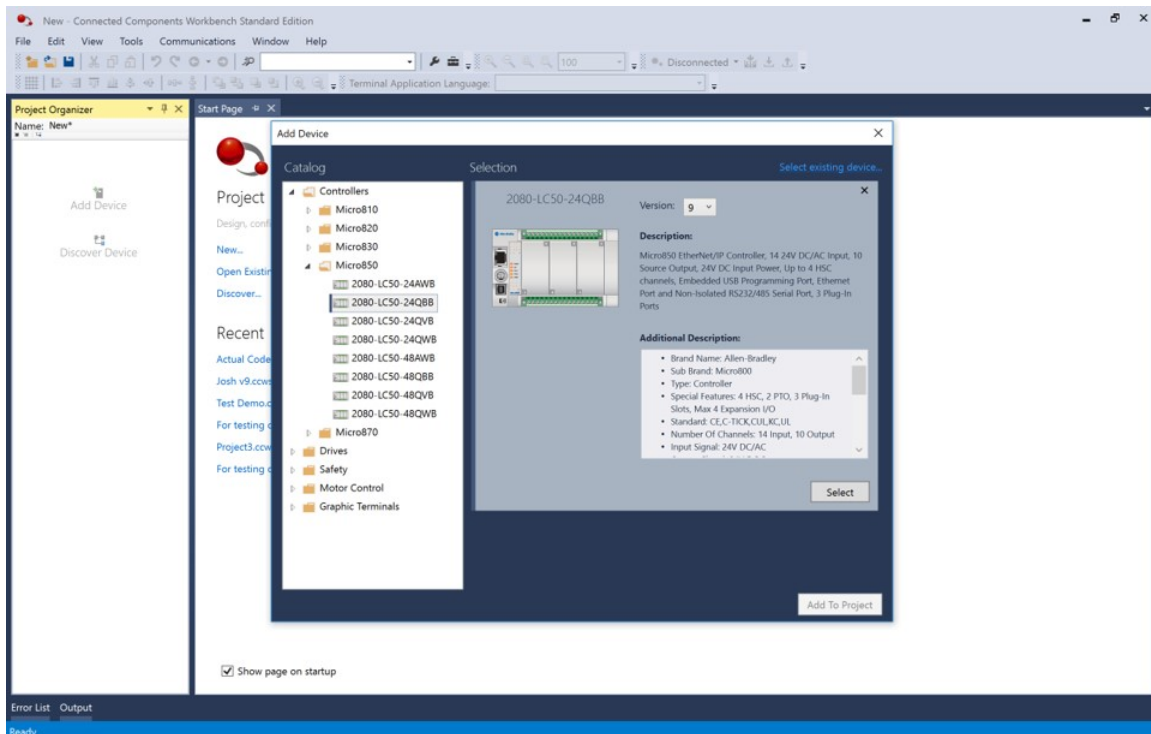 New - Connected Components Workbench Standard Edition
File Edit View Tools Communications Window Help
100
Disconnected
Terminal Application Language:
Project Organizer
Start Page
Name: New*
Add Device
Discover Device
Project
Design, conf
New...
Open Existin
Discover...
Recent
Actual Code
Josh v9.ccws
Test Demo.c
For testing c
Project3.ccw
For testing c
Show page on startup
Add Device
Catalog
Controllers
Micro810
Micro820
Micro830
Micro850
2080-LC50-24AWB
2080-LC50-24QBB
2080-LC50-24QVB
2080-LC50-24QWB
2080-LC50-48AWB
2080-LC50-48QBB
2080-LC50-48QVB
2080-LC50-48QWB
Micro870
Drives
Safety
Motor Control
Graphic Terminals
Selection
Select existing device...
2080-LC50-24QBB
Version: 9
Description:
Micro850 EtherNet/IP Controller, 14 24V DC/AC Input, 10
Source Output, 24V DC Input Power, Up to 4 HSC
channels, Embedded USB Programming Port, Ethernet
Port and Non-Isolated RS232/485 Serial Port, 3 Plug-In
Ports
Additional Description:
• Brand Name: Allen-Bradley
• Sub Brand: Micro800
• Type: Controller
• Special Features: 4 HSC, 2 PTO, 3 Plug-In
Slots, Max 4 Expansion I/O
• Standard: CE,C-TICK,CUL,KC,UL
• Number Of Channels: 14 Input, 10 Output
• Input Signal: 24V DC/AC
Select
Add To Project
Error List Output
Ready